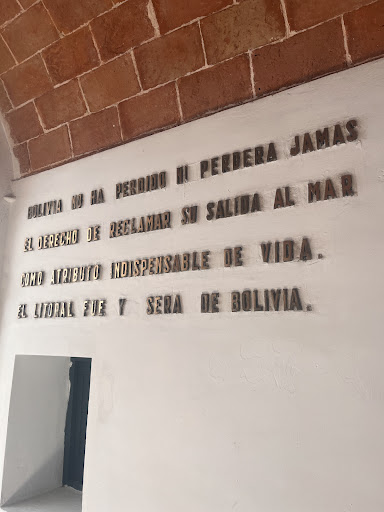 BOLIVIA NO HA PERDIDO NI PERDERA JAMAS
EL DERECHO DE RECLAMAR SU SALIDA AL MAR
COMO ATRIBUTO INDISPENSABLE DE VIDA.
EL LITORAL FUE Y SERA DE BOLIVIA.